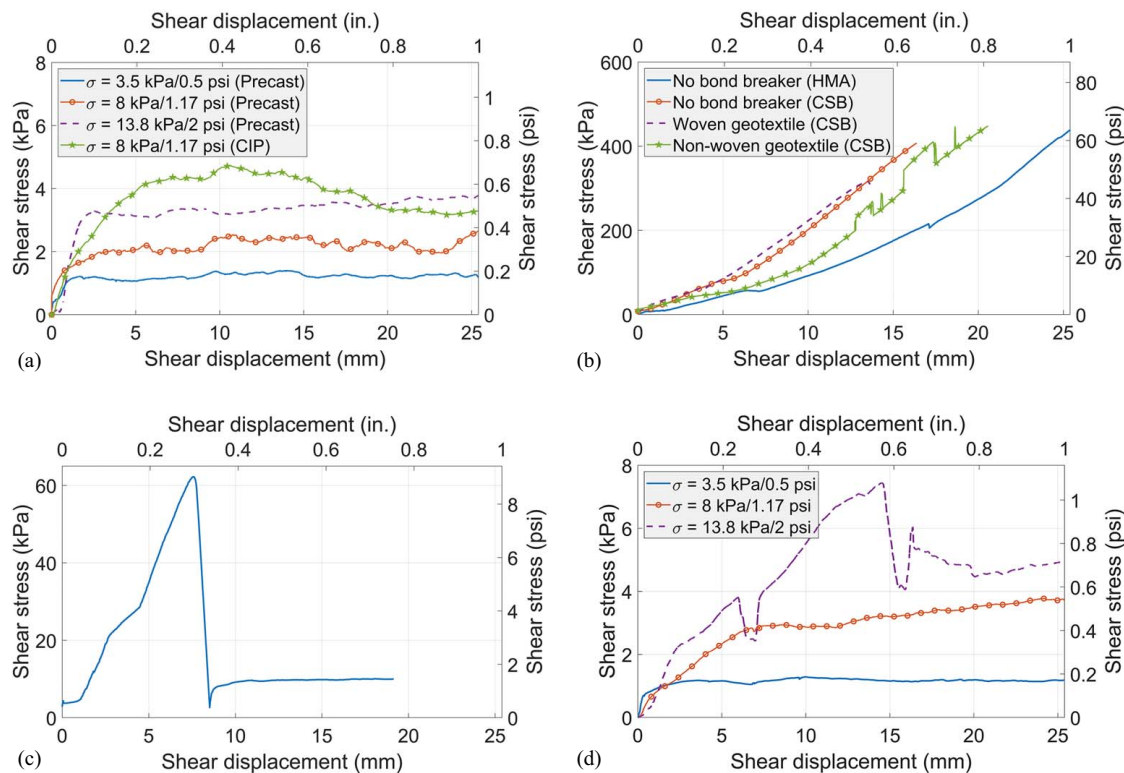 Shear displacement (in.)
0 0.2 0.4 0.6 0.8 1
8
6
4
2
0
Shear stress (kPa)
σ = 3.5 kPa/0.5 psi (Precast)
σ = 8 kPa/1.17 psi (Precast)
σ = 13.8 kPa/2 psi (Precast)
σ = 8 kPa/1.17 psi (CIP)
1
0.8
0.6
0.4
0.2
0
Shear stress (psi)
0 5 10 15 20 25
(a)
Shear displacement (mm)
Shear displacement (in.)
0 0.2 0.4 0.6 0.8 1
600
400
200
0
Shear stress (kPa)
No bond breaker (HMA)
No bond breaker (CSB)
Woven geotextile (CSB)
Non-woven geotextile (CSB)
80
60
40
20
0
Shear stress (psi)
0 5 10 15 20 25
(b)
Shear displacement (mm)
Shear displacement (in.)
0 0.2 0.4 0.6 0.8 1
60
40
20
0
Shear stress (kPa)
8
6
4
2
0
Shear stress (psi)
0 5 10 15 20 25
(c)
Shear displacement (mm)
Shear displacement (in.)
0 0.2 0.4 0.6 0.8 1
8
6
4
2
0
Shear stress (kPa)
σ = 3.5 kPa/0.5 psi
σ = 8 kPa/1.17 psi
σ = 13.8 kPa/2 psi
1
0.8
0.6
0.4
0.2
0
Shear stress (psi)
0 5 10 15 20 25
(d)
Shear displacement (mm)